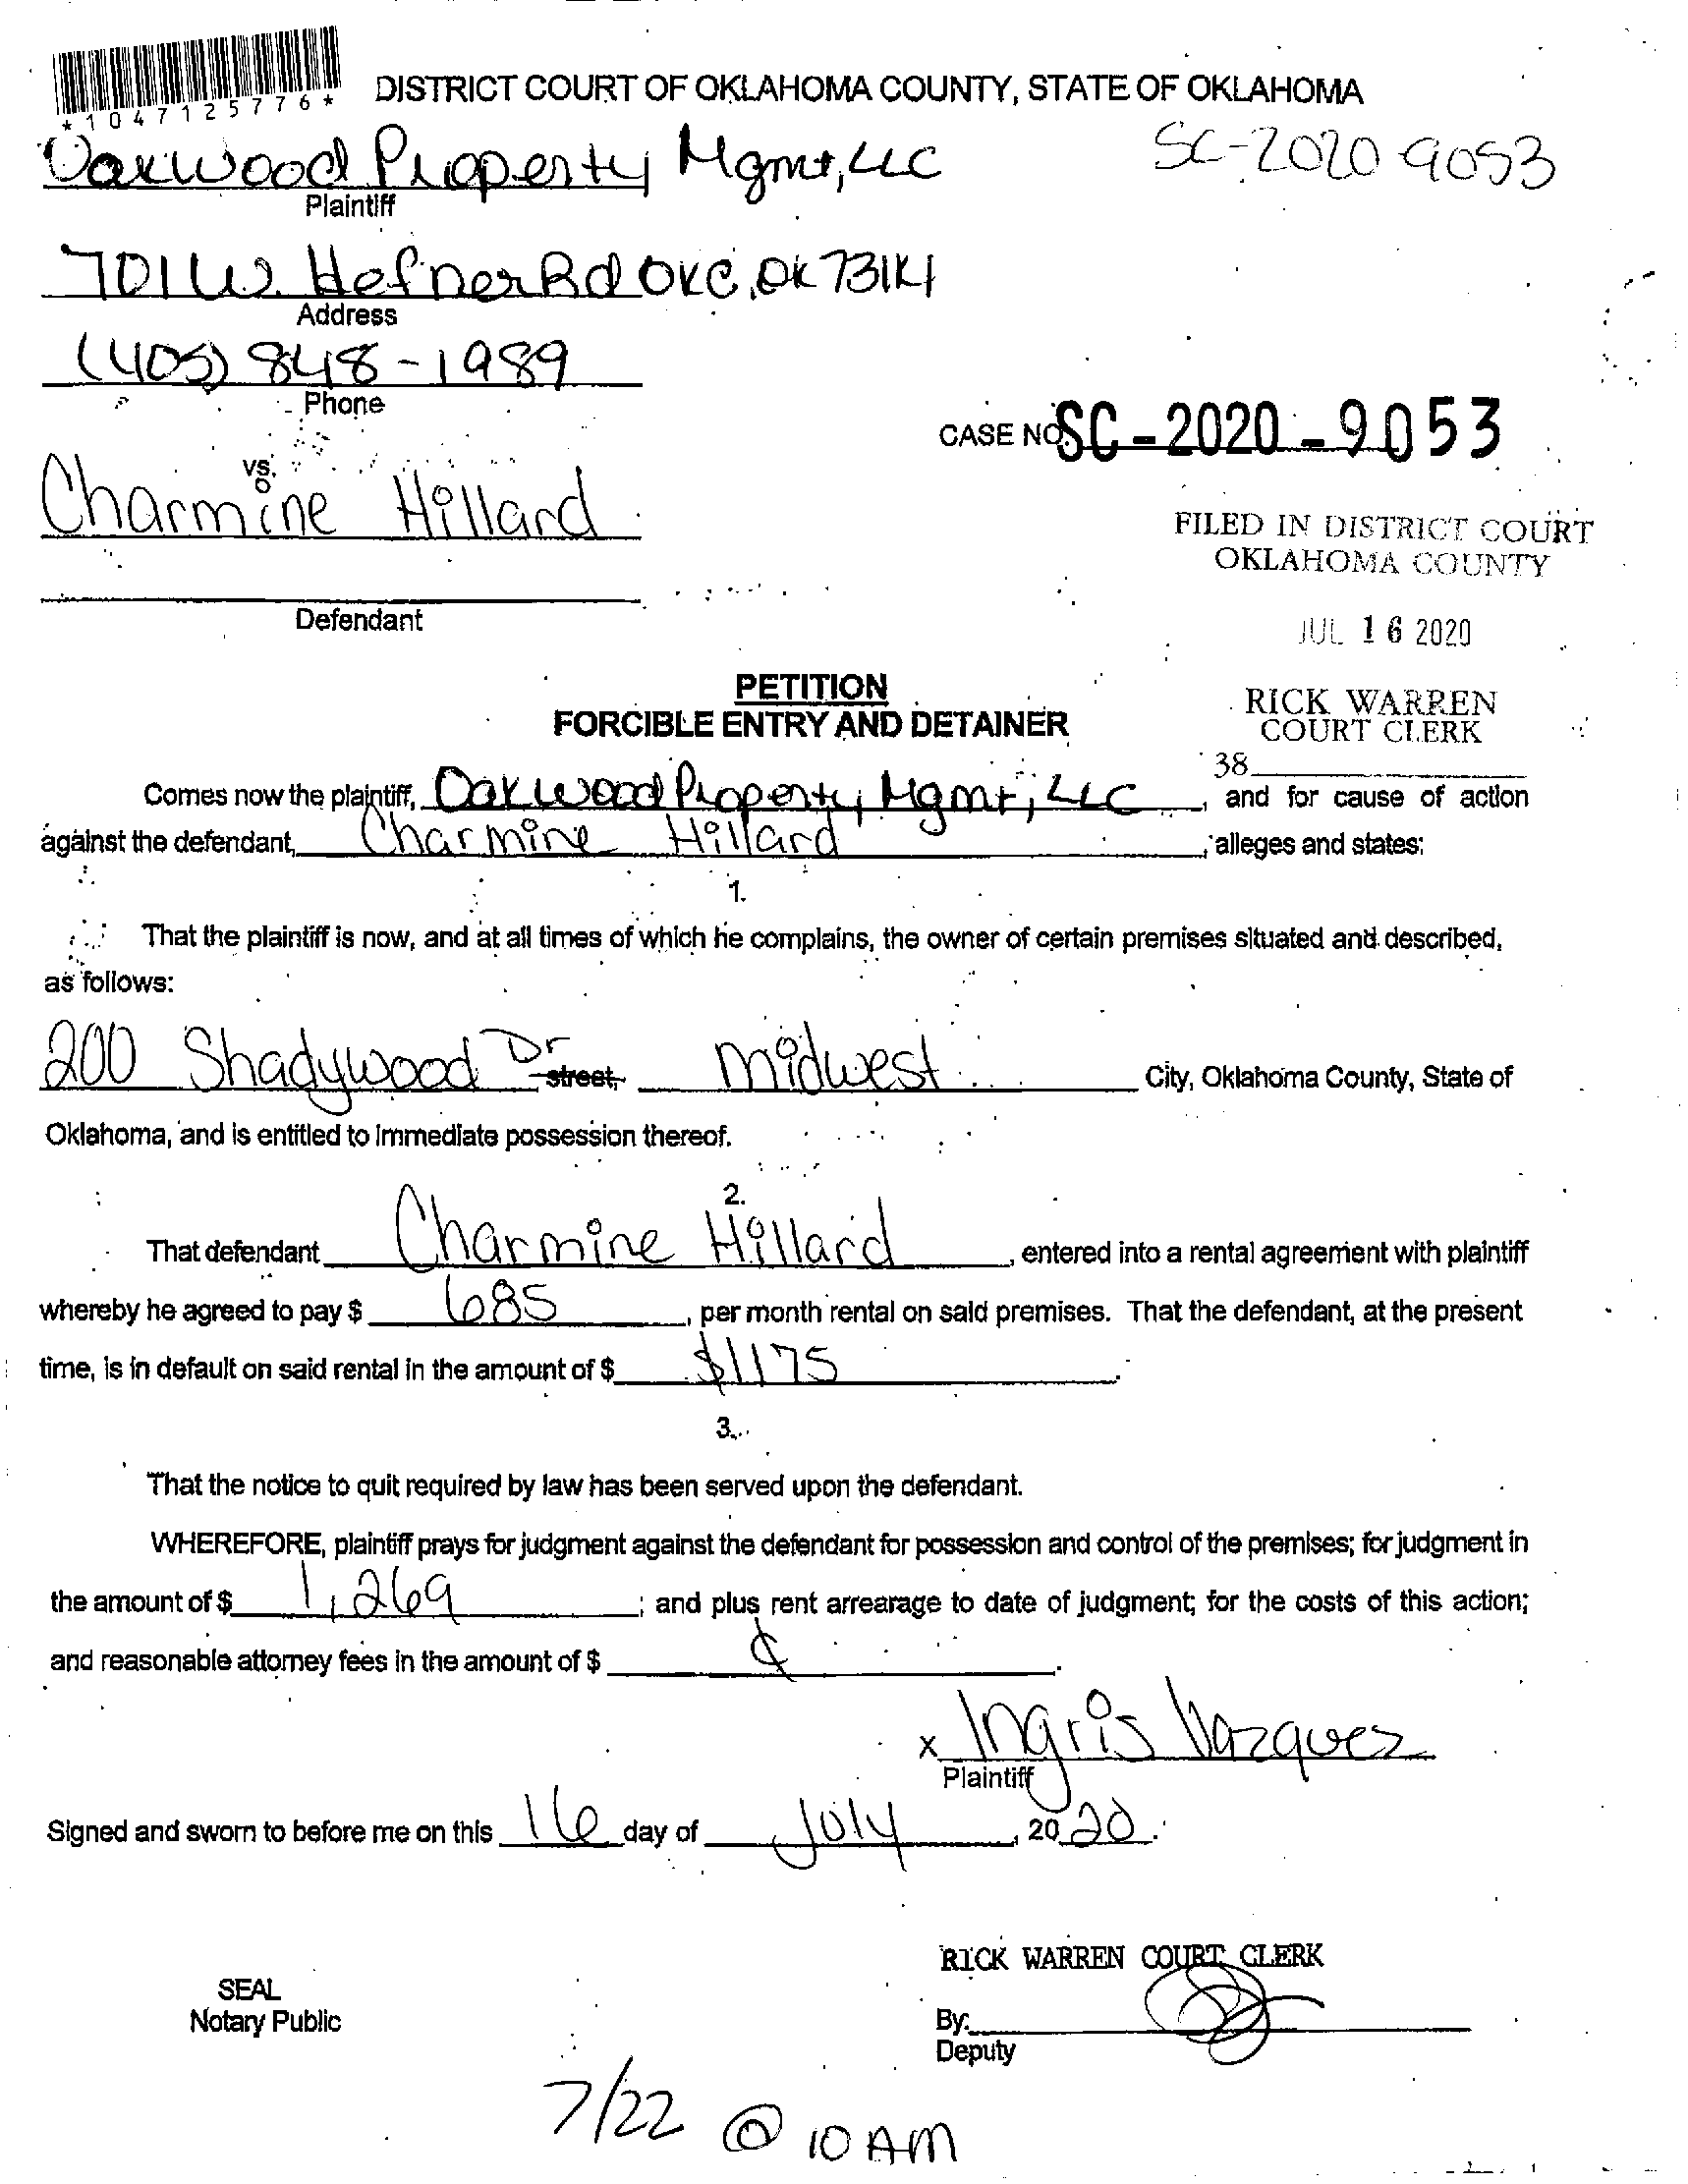 *1047125776*
DISTRICT COURT OF OKLAHOMA COUNTY, STATE OF OKLAHOMA
Oakwood Property Mgmt, LLC
SC-2020-9053
Plaintiff
701 W. Hefner Rd OKC, OK 73114
Address
(405) 848-1989
Phone
CASE NO. SC-2020-9053
vs.
Charmine Hillard
FILED IN DISTRICT COURT
OKLAHOMA COUNTY
Defendant
JUL 16 2020
PETITION
FORCIBLE ENTRY AND DETAINER
RICK WARREN
COURT CLERK
38
Comes now the plaintiff, Oakwood Property Mgmt, LLC, and for cause of action
against the defendant, Charmine Hillard, alleges and states:
1.
That the plaintiff is now, and at all times of which he complains, the owner of certain premises situated and described,
as follows:
200 Shadywood Dr street, Midwest City, Oklahoma County, State of
Oklahoma, and is entitled to immediate possession thereof.
2.
That defendant Charmine Hillard, entered into a rental agreement with plaintiff
whereby he agreed to pay $ 685, per month rental on said premises. That the defendant, at the present
time, is in default on said rental in the amount of $ $1175.
3.
That the notice to quit required by law has been served upon the defendant.
WHEREFORE, plaintiff prays for judgment against the defendant for possession and control of the premises; for judgment in
the amount of $ 1,269; and plus rent arrearage to date of judgment; for the costs of this action;
and reasonable attorney fees in the amount of $
x Ingris Vazquez
Plaintiff
Signed and sworn to before me on this 16 day of July, 2020.
RICK WARREN COURT CLERK
SEAL
Notary Public
By:
Deputy
7/22 @ 10 AM